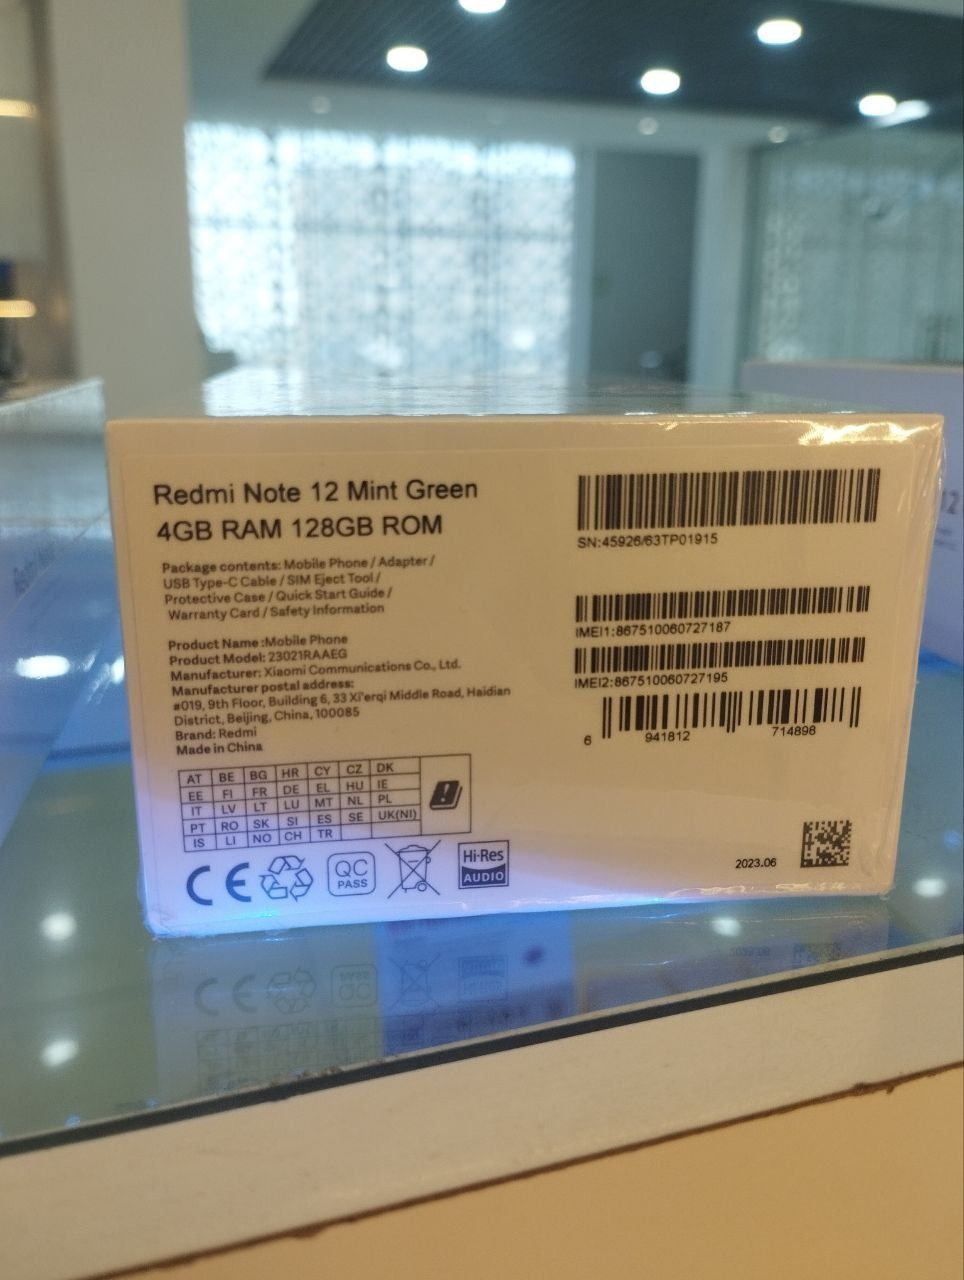 Redmi Note 12 Mint Green
4GB RAM 128GB ROM
Package contents: Mobile Phone / Adapter /
USB Type-C Cable / SIM Eject Tool /
Protective Case / Quick Start Guide /
Warranty Card / Safety Information
Product Name :Mobile Phone
Product Model: 23021RAAEG
Manufacturer: Xiaomi Communications Co., Ltd.
Manufacturer postal address:
#019, 9th Floor, Building 6, 33 Xi'erqi Middle Road, Haidian
District, Beijing, China, 100085
Brand: Redmi
Made in China
AT BE BG HR CY CZ DK
EE FI FR DE EL HU IE
IT LV LT LU MT NL PL
PT RO SK SI ES SE UK(NI)
IS LI NO CH TR
CE
QC
PASS
Hi-Res
AUDIO
SN:45926/63TP01915
IMEI1:867510060727187
IMEI2:867510060727195
6 941812 714898
2023.06
12